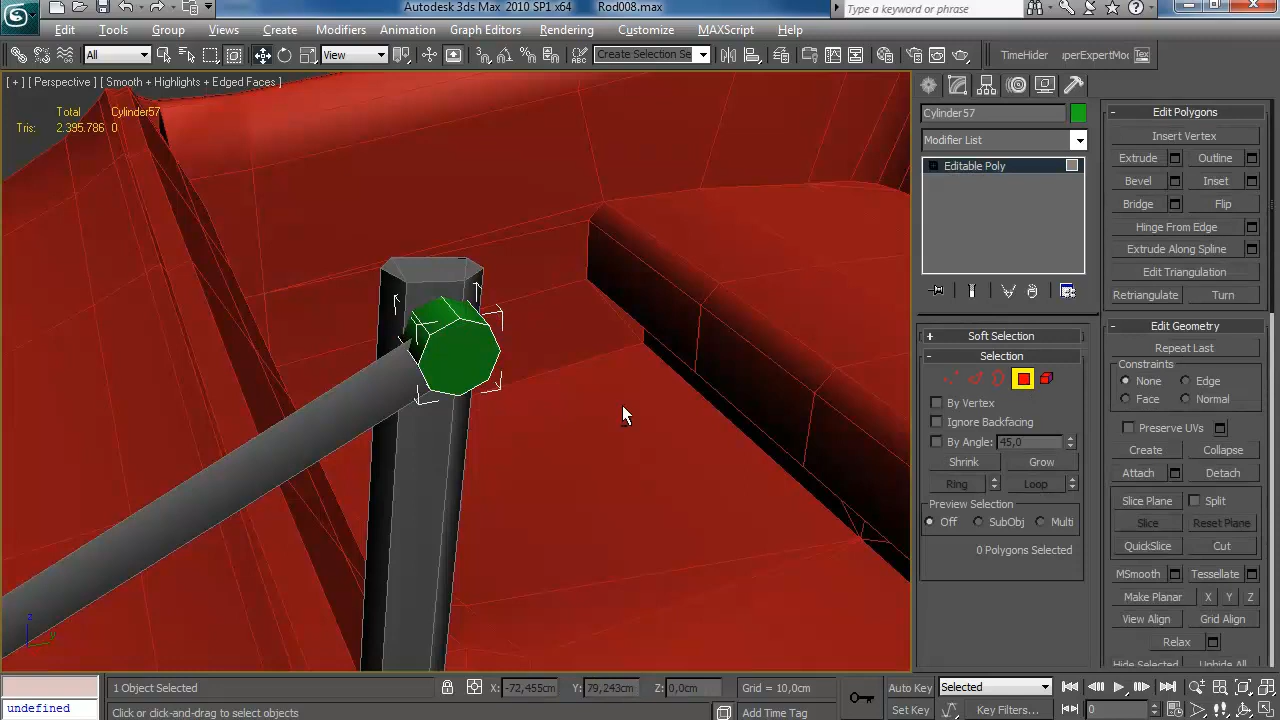 Autodesk 3ds Max 2010 SP1 x64 Rod008.max
Type a keyword or phrase
Edit Tools Group Views Create Modifiers Animation Graph Editors Rendering Customize MAXScript Help
All View Create Selection Se TimeHider uperExpertMod Tex
[ + ] [ Perspective ] [ Smooth + Highlights + Edged Faces ]
Total Cylinder57
Tris: 2.395.786 0
Cylinder57
Modifier List
Editable Poly
+ Soft Selection
- Selection
By Vertex
Ignore Backfacing
By Angle: 45,0
Shrink Grow
Ring Loop
Preview Selection
Off SubObj Multi
0 Polygons Selected
- Edit Polygons
Insert Vertex
Extrude Outline
Bevel Inset
Bridge Flip
Hinge From Edge
Extrude Along Spline
Edit Triangulation
Retriangulate Turn
- Edit Geometry
Repeat Last
Constraints
None Edge
Face Normal
Preserve UVs
Create Collapse
Attach Detach
Slice Plane Split
Slice Reset Plane
QuickSlice Cut
MSmooth Tessellate
Make Planar X Y Z
View Align Grid Align
Relax
Hide Selected Unhide All
z
undefined
1 Object Selected X: -72,455cm Y: 79,243cm Z: 0,0cm Grid = 10,0cm Auto Key Selected
Click or click-and-drag to select objects Add Time Tag Set Key Key Filters... 0